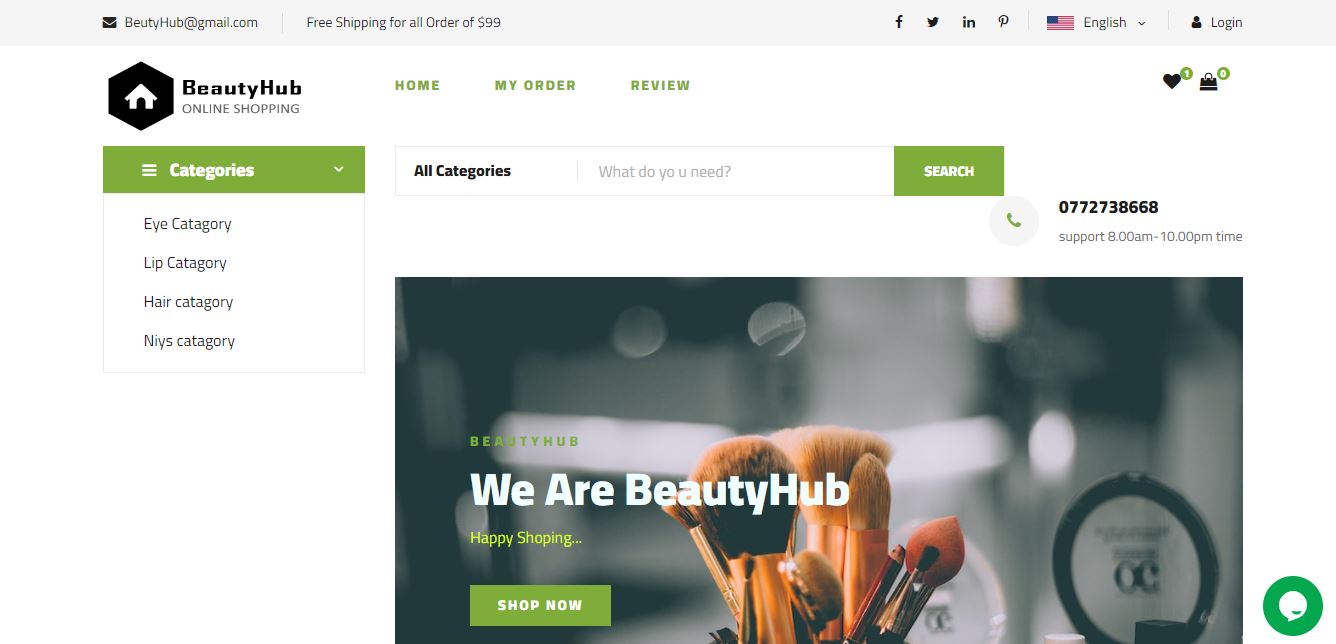 BeutyHub@gmail.com
Free Shipping for all Order of $99
English
Login
BeautyHub
ONLINE SHOPPING
HOME
MY ORDER
REVIEW
1
0
Categories
All Categories
What do yo u need?
SEARCH
Eye Catagory
Lip Catagory
Hair catagory
Niys catagory
0772738668
support 8.00am-10.00pm time
BEAUTYHUB
We Are BeautyHub
Happy Shoping...
SHOP NOW